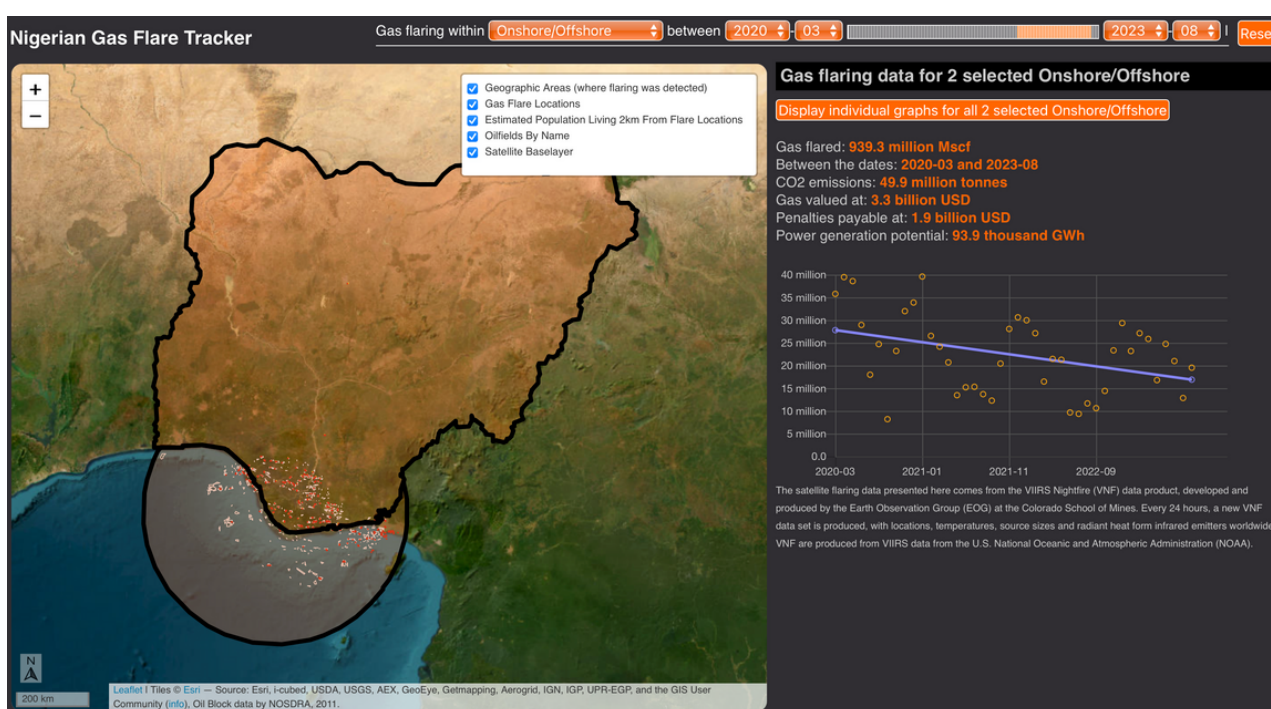 Nigerian Gas Flare Tracker
Gas flaring within Onshore/Offshore between 2020 - 03 2023 - 08 | Rese
+
−
Geographic Areas (where flaring was detected)
Gas Flare Locations
Estimated Population Living 2km From Flare Locations
Oilfields By Name
Satellite Baselayer
N
200 km
Leaflet | Tiles © Esri — Source: Esri, i-cubed, USDA, USGS, AEX, GeoEye, Getmapping, Aerogrid, IGN, IGP, UPR-EGP, and the GIS User
Community (info), Oil Block data by NOSDRA, 2011.
Gas flaring data for 2 selected Onshore/Offshore
Display individual graphs for all 2 selected Onshore/Offshore
Gas flared: 939.3 million Mscf
Between the dates: 2020-03 and 2023-08
CO2 emissions: 49.9 million tonnes
Gas valued at: 3.3 billion USD
Penalties payable at: 1.9 billion USD
Power generation potential: 93.9 thousand GWh
40 million
35 million
30 million
25 million
20 million
15 million
10 million
5 million
0.0
2020-03 2021-01 2021-11 2022-09
The satellite flaring data presented here comes from the VIIRS Nightfire (VNF) data product, developed and
produced by the Earth Observation Group (EOG) at the Colorado School of Mines. Every 24 hours, a new VNF
data set is produced, with locations, temperatures, source sizes and radiant heat form infrared emitters worldwide
VNF are produced from VIIRS data from the U.S. National Oceanic and Atmospheric Administration (NOAA).